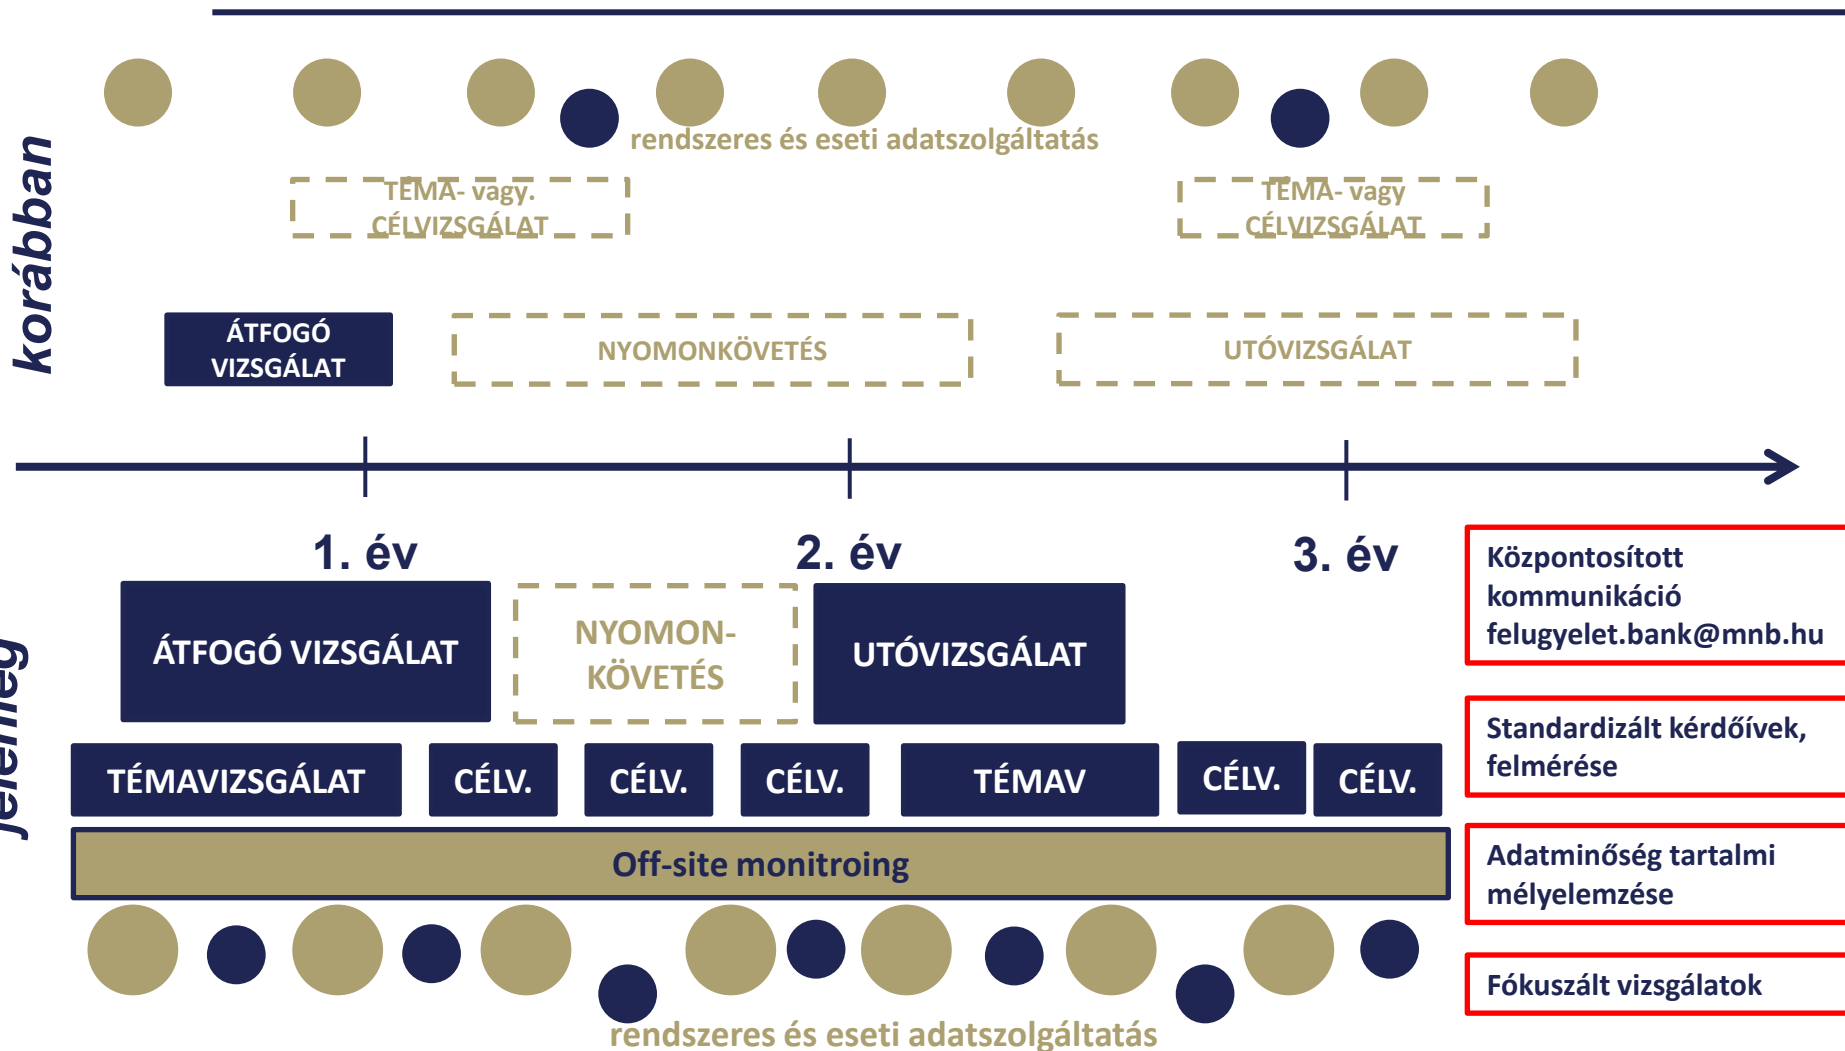 korábban
rendszeres és eseti adatszolgáltatás
TÉMA- vagy.
CÉLVIZSGÁLAT
TÉMA- vagy
CÉLVIZSGÁLAT
ÁTFOGÓ
VIZSGÁLAT
NYOMONKÖVETÉS
UTÓVIZSGÁLAT
1. év
2. év
3. év
jelenleg
ÁTFOGÓ VIZSGÁLAT
NYOMON-
KÖVETÉS
UTÓVIZSGÁLAT
TÉMAVIZSGÁLAT
CÉLV.
CÉLV.
CÉLV.
TÉMAV
CÉLV.
CÉLV.
Off-site monitroing
rendszeres és eseti adatszolgáltatás
Központosított
kommunikáció
felugyelet.bank@mnb.hu
Standardizált kérdőívek,
felmérése
Adatminőség tartalmi
mélyelemzése
Fókuszált vizsgálatok